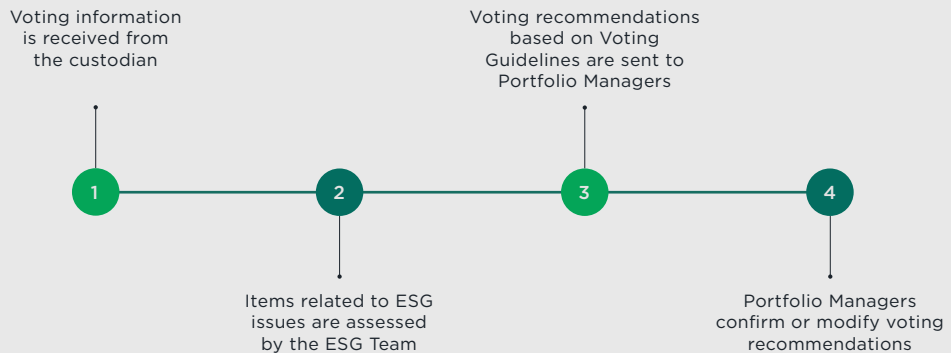 Voting information
is received from
the custodian
Voting recommendations
based on Voting
Guidelines are sent to
Portfolio Managers
1
2
3
4
Items related to ESG
issues are assessed
by the ESG Team
Portfolio Managers
confirm or modify voting
recommendations